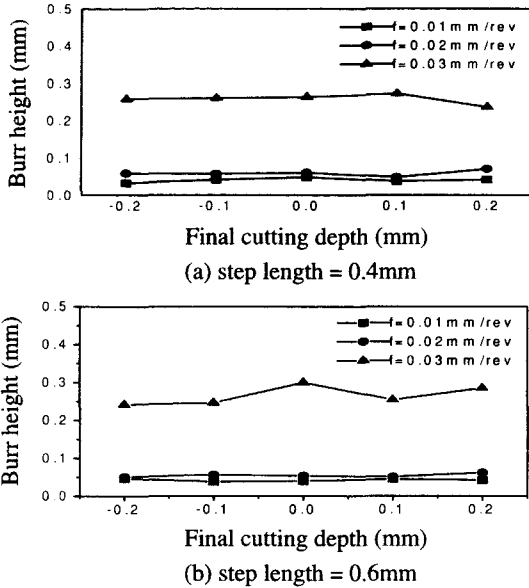 0.5
0.4
0.3
0.2
0.1
0.0
Burr height (mm)
f=0.01mm/rev
f=0.02mm/rev
f=0.03mm/rev
-0.2 -0.1 0.0 0.1 0.2
Final cutting depth (mm)
(a) step length = 0.4mm
0.5
0.4
0.3
0.2
0.1
0.0
Burr height (mm)
f=0.01mm/rev
f=0.02mm/rev
f=0.03mm/rev
-0.2 -0.1 0.0 0.1 0.2
Final cutting depth (mm)
(b) step length = 0.6mm